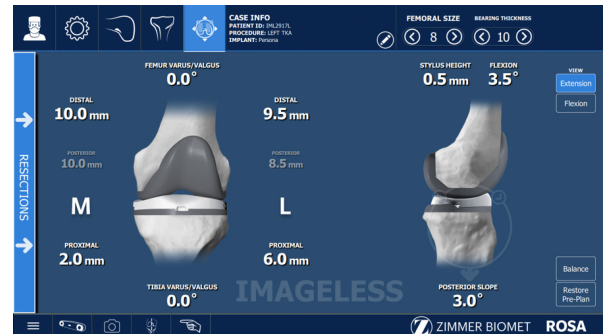 CASE INFO
PATIENT ID: IML2917L
PROCEDURE: LEFT TKA
IMPLANT: Persona
FEMORAL SIZE
8
BEARING THICKNESS
10
FEMUR VARUS/VALGUS
0.0°
STYLUS HEIGHT
0.5 mm
FLEXION
3.5°
VIEW
Extension
Flexion
DISTAL
10.0 mm
DISTAL
9.5 mm
POSTERIOR
10.0 mm
POSTERIOR
8.5 mm
RESECTIONS
M
L
PROXIMAL
2.0 mm
PROXIMAL
6.0 mm
TIBIA VARUS/VALGUS
0.0°
IMAGELESS
POSTERIOR SLOPE
3.0°
Balance
Restore
Pre-Plan
ZIMMER BIOMET
ROSA